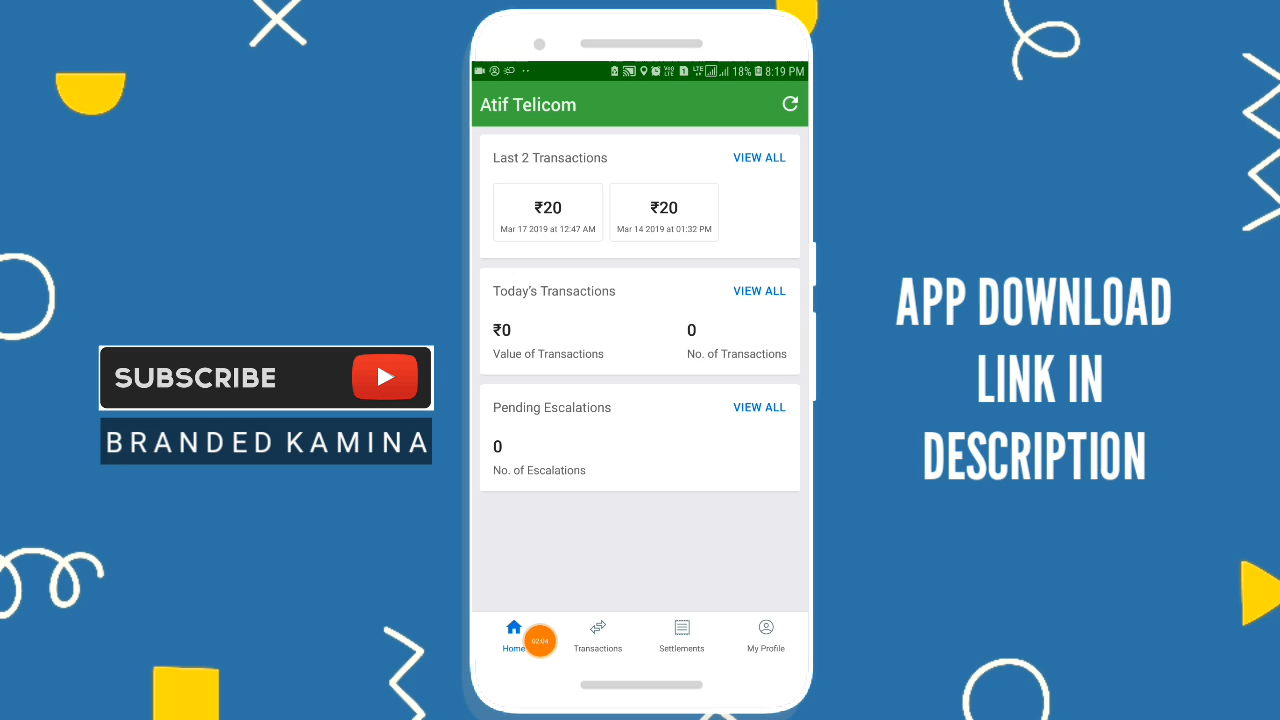 18% 8:19 PM
Atif Telicom
Last 2 Transactions VIEW ALL
₹20 ₹20
Mar 17 2019 at 12:47 AM Mar 14 2019 at 01:32 PM
Today's Transactions VIEW ALL
₹0 0
Value of Transactions No. of Transactions
Pending Escalations VIEW ALL
0
No. of Escalations
02:04
Home Transactions Settlements My Profile
SUBSCRIBE
BRANDED KAMINA
APP DOWNLOAD
LINK IN
DESCRIPTION